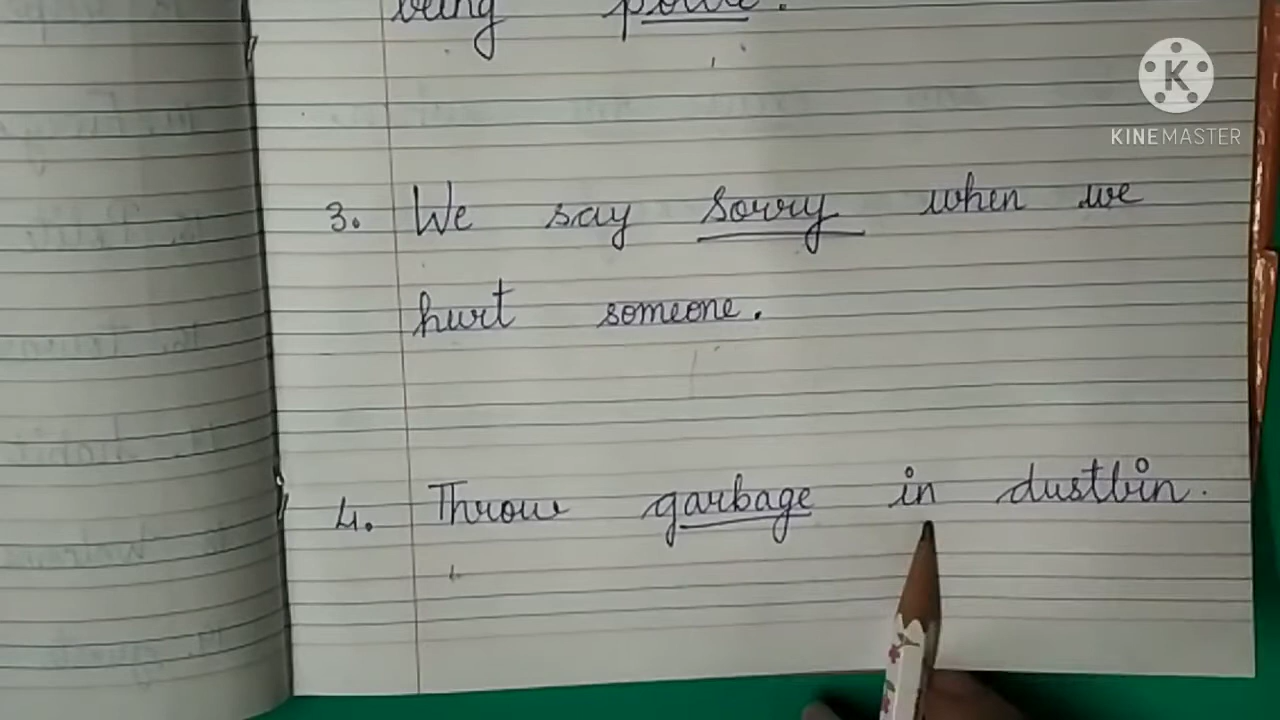 being polite.
3. We say sorry when we
hurt someone.
4. Throw garbage in dustbin.
KINEMASTER